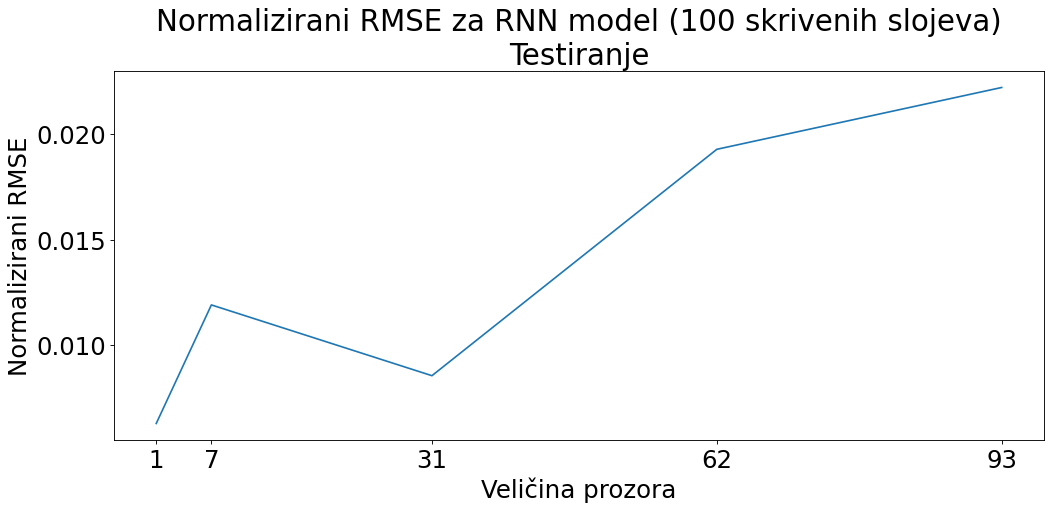 Normalizirani RMSE za RNN model (100 skrivenih slojeva)
Testiranje
Normalizirani RMSE
0.020
0.015
0.010
1 7 31 62 93
Veličina prozora